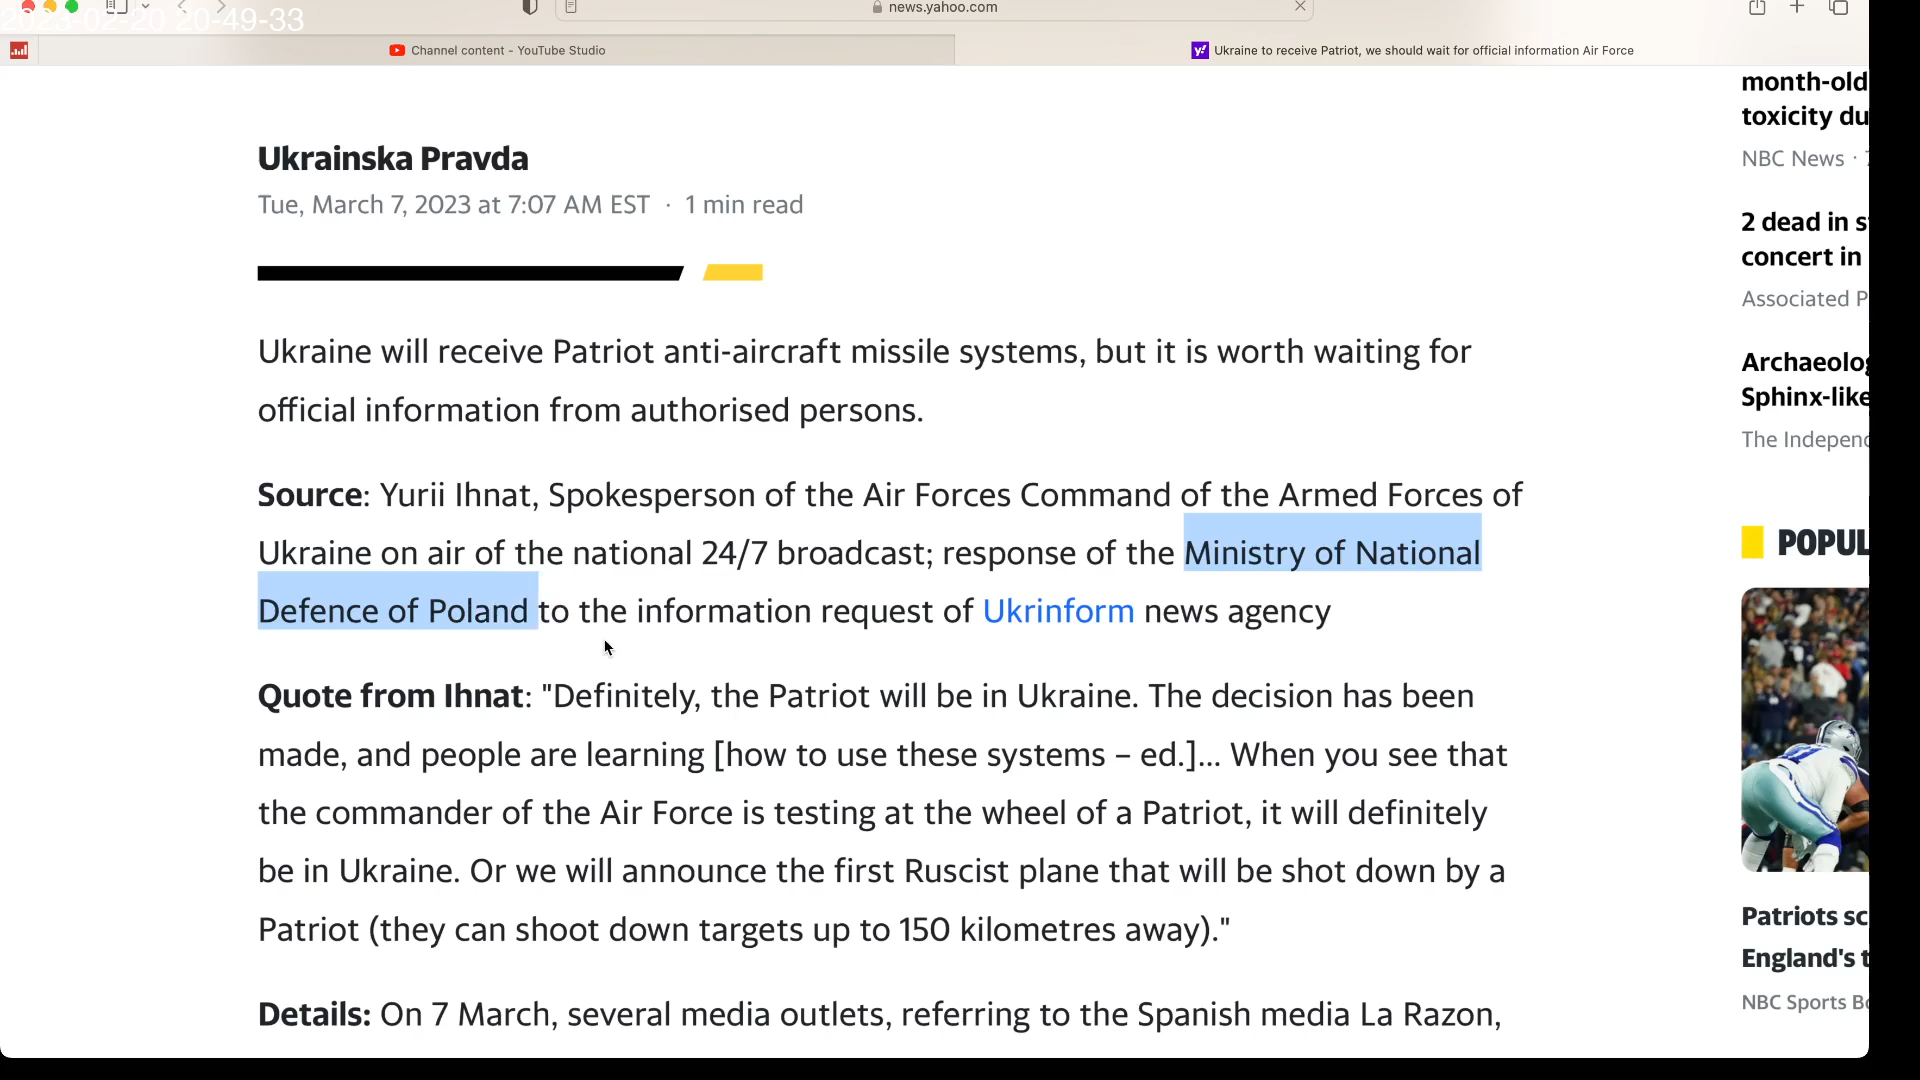 2023-02-20 20-49-33
news.yahoo.com
Channel content - YouTube Studio
Ukraine to receive Patriot, we should wait for official information Air Force
Ukrainska Pravda
Tue, March 7, 2023 at 7:07 AM EST · 1 min read
Ukraine will receive Patriot anti-aircraft missile systems, but it is worth waiting for
official information from authorised persons.
Source: Yurii Ihnat, Spokesperson of the Air Forces Command of the Armed Forces of
Ukraine on air of the national 24/7 broadcast; response of the Ministry of National
Defence of Poland to the information request of Ukrinform news agency
Quote from Ihnat: "Definitely, the Patriot will be in Ukraine. The decision has been
made, and people are learning [how to use these systems – ed.]... When you see that
the commander of the Air Force is testing at the wheel of a Patriot, it will definitely
be in Ukraine. Or we will announce the first Ruscist plane that will be shot down by a
Patriot (they can shoot down targets up to 150 kilometres away)."
Details: On 7 March, several media outlets, referring to the Spanish media La Razon,
month-old
toxicity du
NBC News ·
2 dead in s
concert in
Associated P
Archaeolog
Sphinx-like
The Independ
POPUL
Patriots sc
England's t
NBC Sports Bo